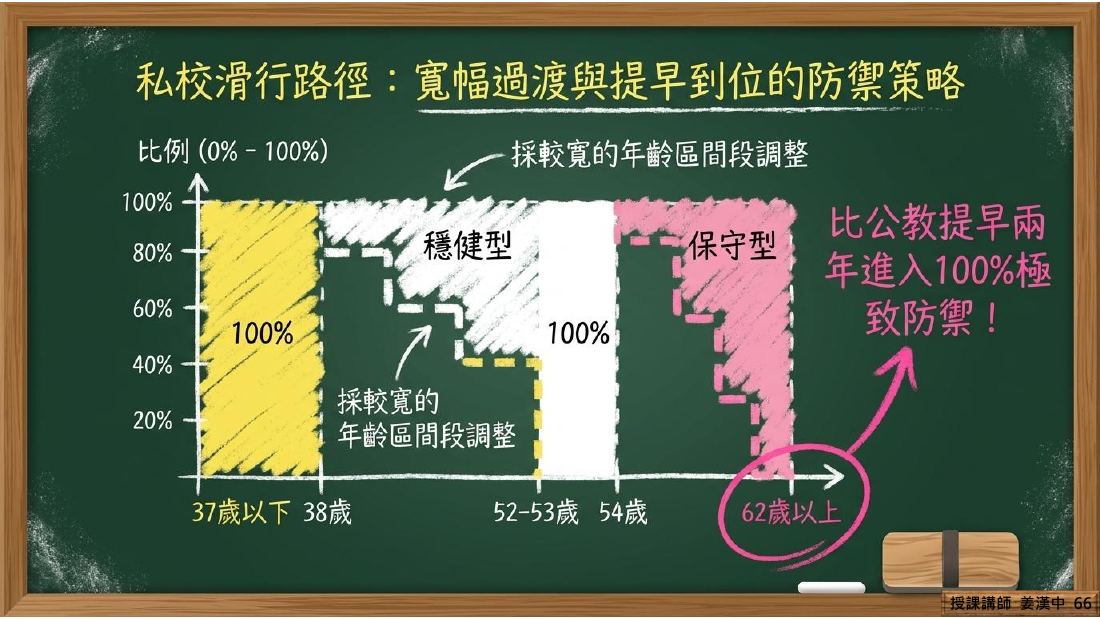 私校滑行路徑：寬幅過渡與提早到位的防禦策略
比例 (0% - 100%)
採較寬的年齡區間段調整
100%
80%
60%
40%
20%
穩健型
保守型
100%
100%
採較寬的
年齡區間段調整
比公教提早兩
年進入100%極
致防禦！
37歲以下
38歲
52-53歲
54歲
62歲以上
授課講師 姜漢中 66